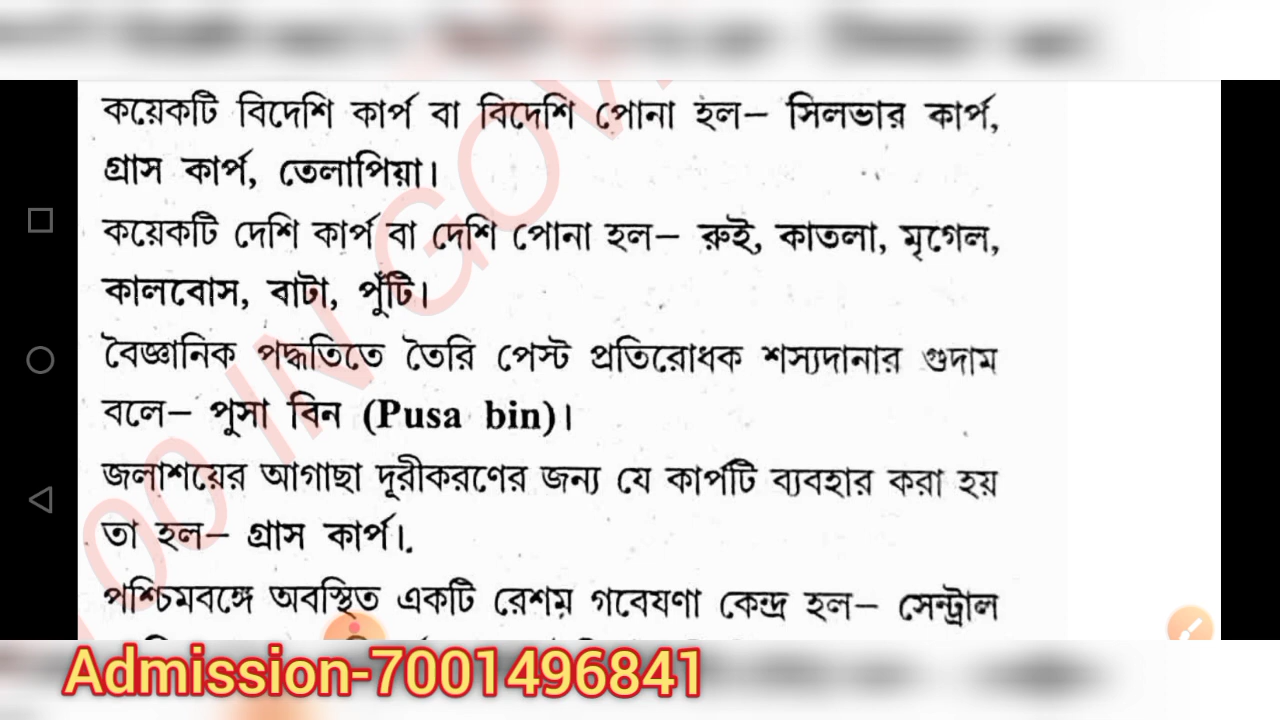 কয়েকটি বিদেশি কার্প বা বিদেশি পোনা হল– সিলভার কার্প,
গ্রাস কার্প, তেলাপিয়া।
কয়েকটি দেশি কার্প বা দেশি পোনা হল– রুই, কাতলা, মৃগেল,
কালবোস, বাটা, পুঁটি।
বৈজ্ঞানিক পদ্ধতিতে তৈরি পেস্ট প্রতিরোধক শস্যদানার গুদাম
বলে– পুসা বিন (Pusa bin)।
জলাশয়ের আগাছা দূরীকরণের জন্য যে কার্পটি ব্যবহার করা হয়
তা হল– গ্রাস কার্প।
পশ্চিমবঙ্গে অবস্থিত একটি রেশম গবেষণা কেন্দ্র হল– সেন্ট্রাল
Admission-7001496841